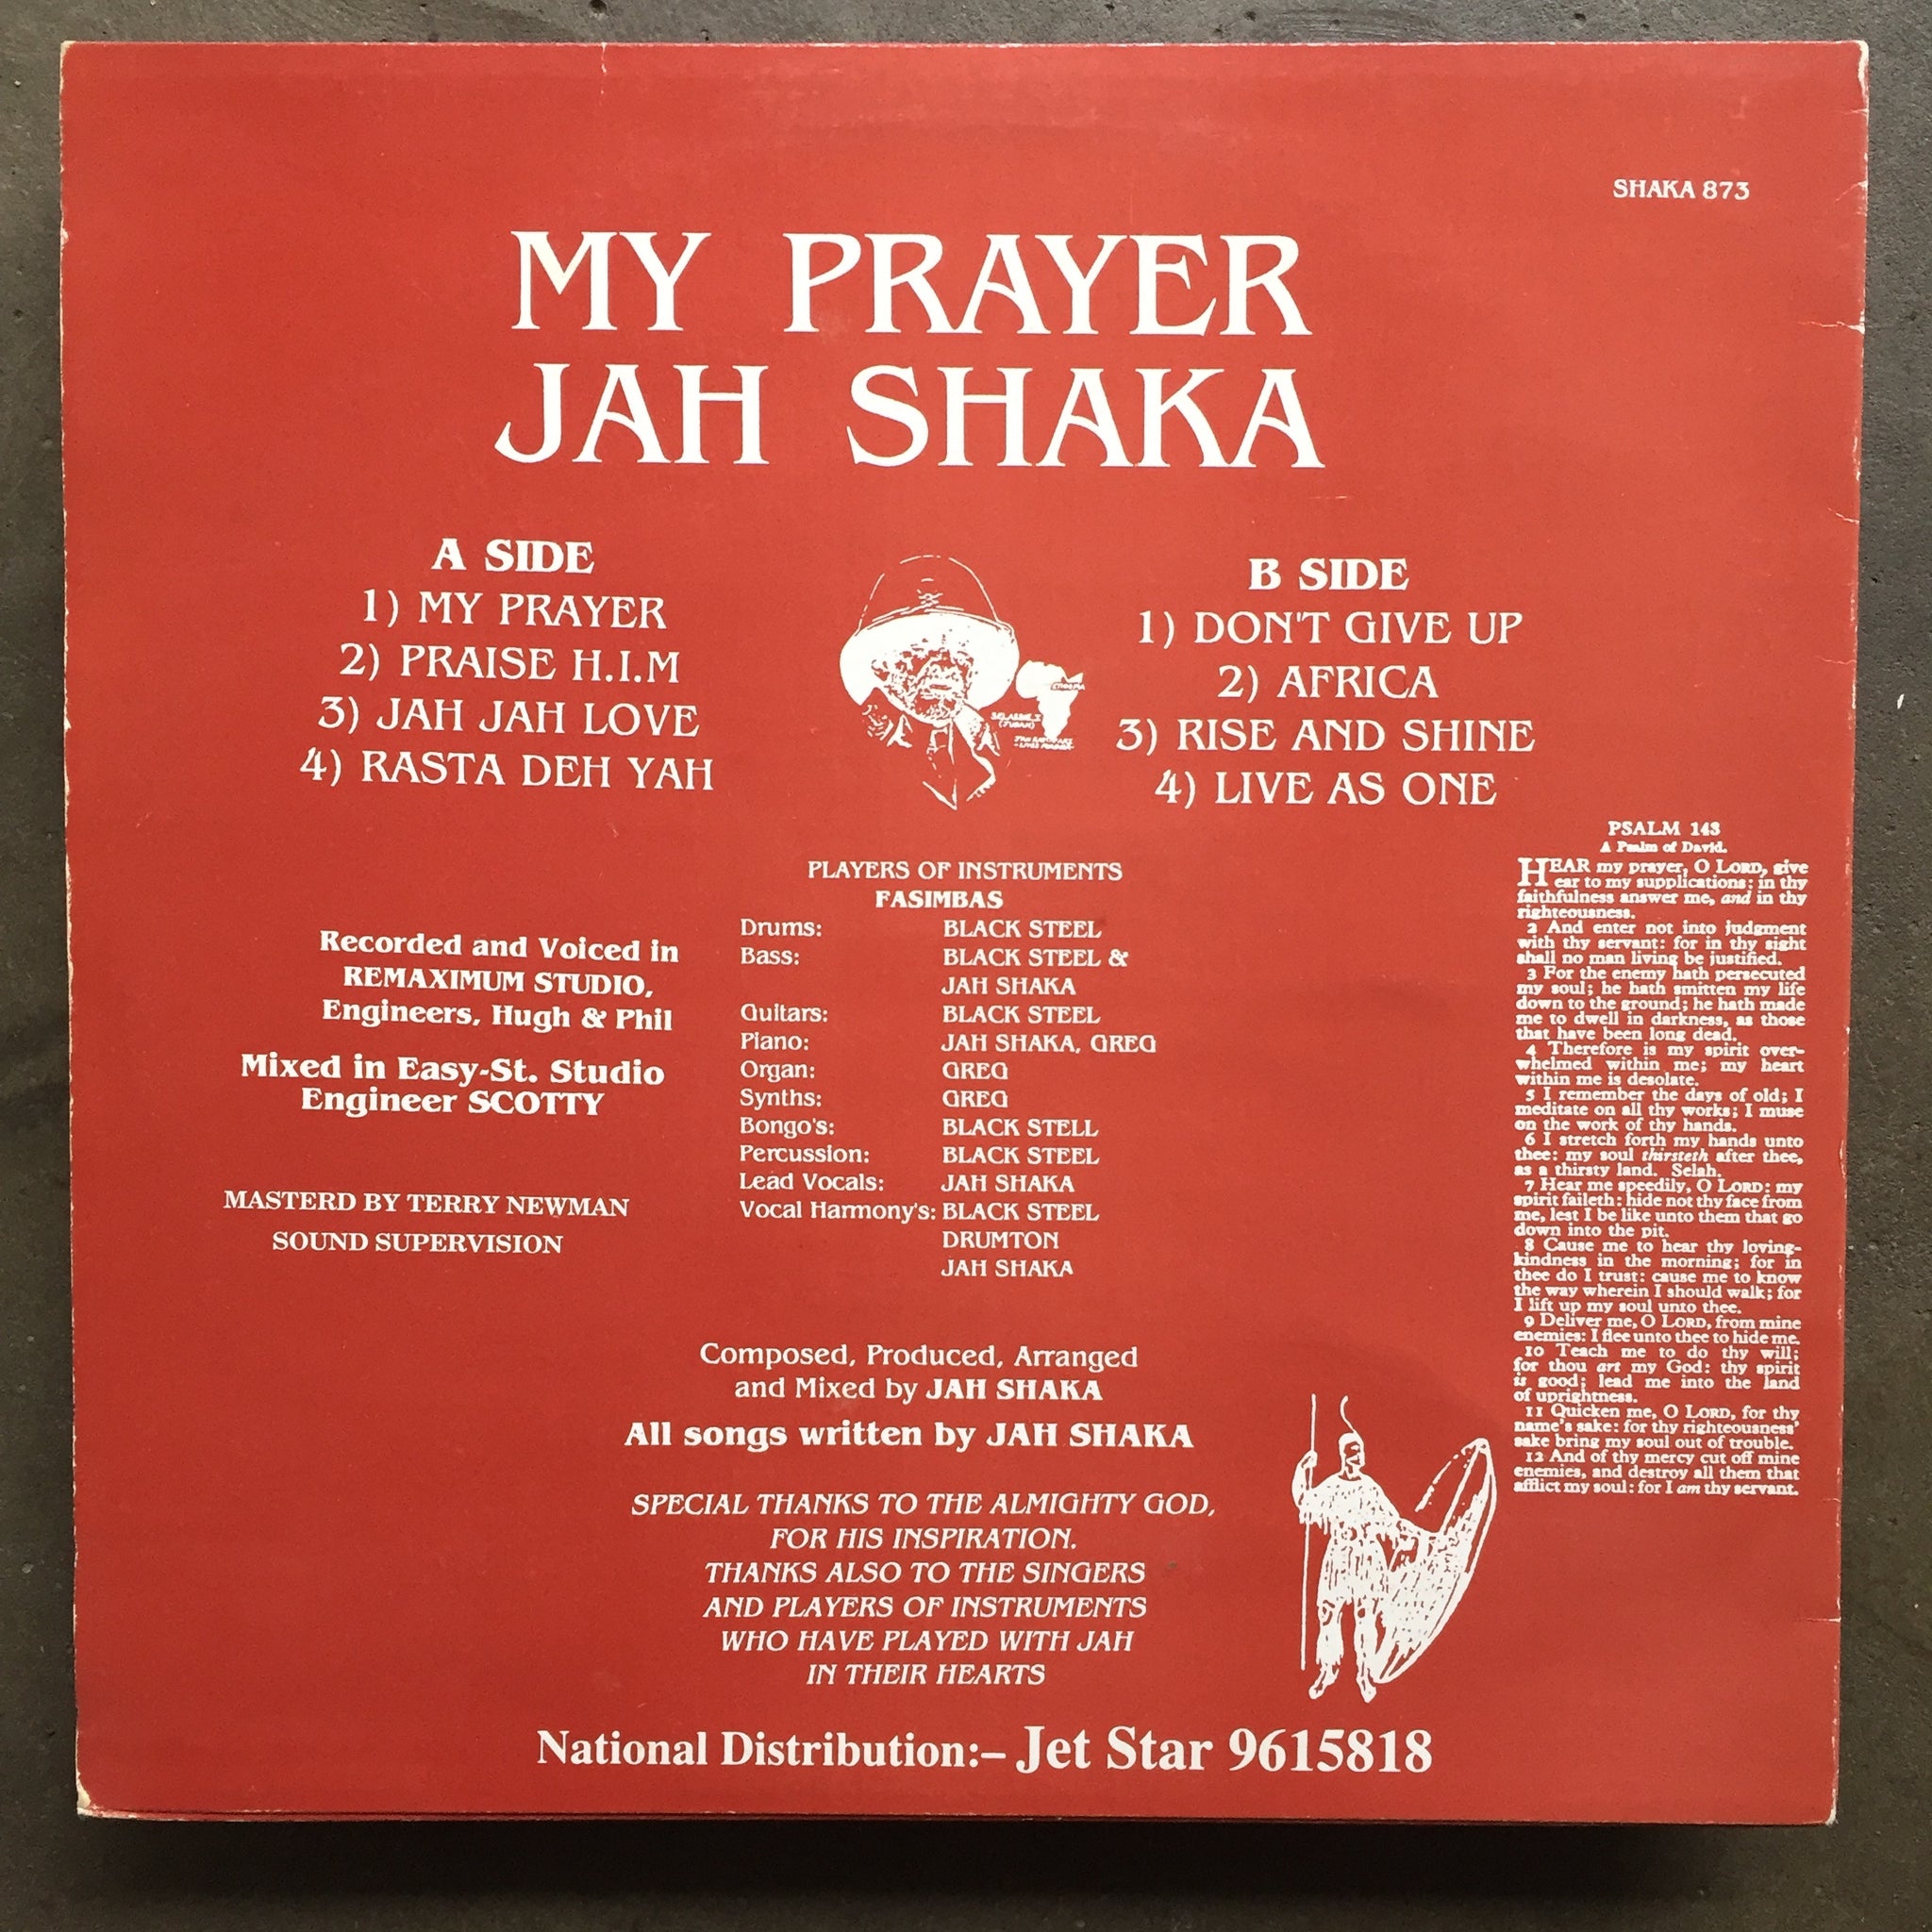 SHAKA 873
MY PRAYER
JAH SHAKA
A SIDE
1) MY PRAYER
2) PRAISE H.I.M
3) JAH JAH LOVE
4) RASTA DEH YAH
B SIDE
1) DON'T GIVE UP
2) AFRICA
3) RISE AND SHINE
4) LIVE AS ONE
ETHIOPIA
SELASSIE I
(JUDAH)
JAH RASTAFARI
PLAYERS OF INSTRUMENTS
FASIMBAS
Drums: BLACK STEEL
Bass: BLACK STEEL &
JAH SHAKA
Guitars: BLACK STEEL
Piano: JAH SHAKA, GREG
Organ: GREG
Synths: GREG
Bongo's: BLACK STELL
Percussion: BLACK STEEL
Lead Vocals: JAH SHAKA
Vocal Harmony's: BLACK STEEL
DRUMTON
JAH SHAKA
Recorded and Voiced in
REMAXIMUM STUDIO,
Engineers, Hugh & Phil
Mixed in Easy-St. Studio
Engineer SCOTTY
MASTERD BY TERRY NEWMAN
SOUND SUPERVISION
Composed, Produced, Arranged
and Mixed by JAH SHAKA
All songs written by JAH SHAKA
SPECIAL THANKS TO THE ALMIGHTY GOD,
FOR HIS INSPIRATION.
THANKS ALSO TO THE SINGERS
AND PLAYERS OF INSTRUMENTS
WHO HAVE PLAYED WITH JAH
IN THEIR HEARTS
PSALM 143
A Psalm of David.
HEAR my prayer, O LORD, give
ear to my supplications: in thy
faithfulness answer me, and in thy
righteousness.
2 And enter not into judgment
with thy servant: for in thy sight
shall no man living be justified.
3 For the enemy hath persecuted
my soul; he hath smitten my life
down to the ground; he hath made
me to dwell in darkness, as those
that have been long dead.
4 Therefore is my spirit over-
whelmed within me; my heart
within me is desolate.
5 I remember the days of old; I
meditate on all thy works; I muse
on the work of thy hands.
6 I stretch forth my hands unto
thee: my soul thirsteth after thee,
as a thirsty land. Selah.
7 Hear me speedily, O LORD: my
spirit faileth: hide not thy face from
me, lest I be like unto them that go
down into the pit.
8 Cause me to hear thy loving-
kindness in the morning; for in
thee do I trust: cause me to know
the way wherein I should walk; for
I lift up my soul unto thee.
9 Deliver me, O LORD, from mine
enemies: I flee unto thee to hide me.
10 Teach me to do thy will;
for thou art my God: thy spirit
is good; lead me into the land
of uprightness.
11 Quicken me, O LORD, for thy
name's sake: for thy righteousness'
sake bring my soul out of trouble.
12 And of thy mercy cut off mine
enemies, and destroy all them that
afflict my soul: for I am thy servant.
National Distribution:– Jet Star 9615818